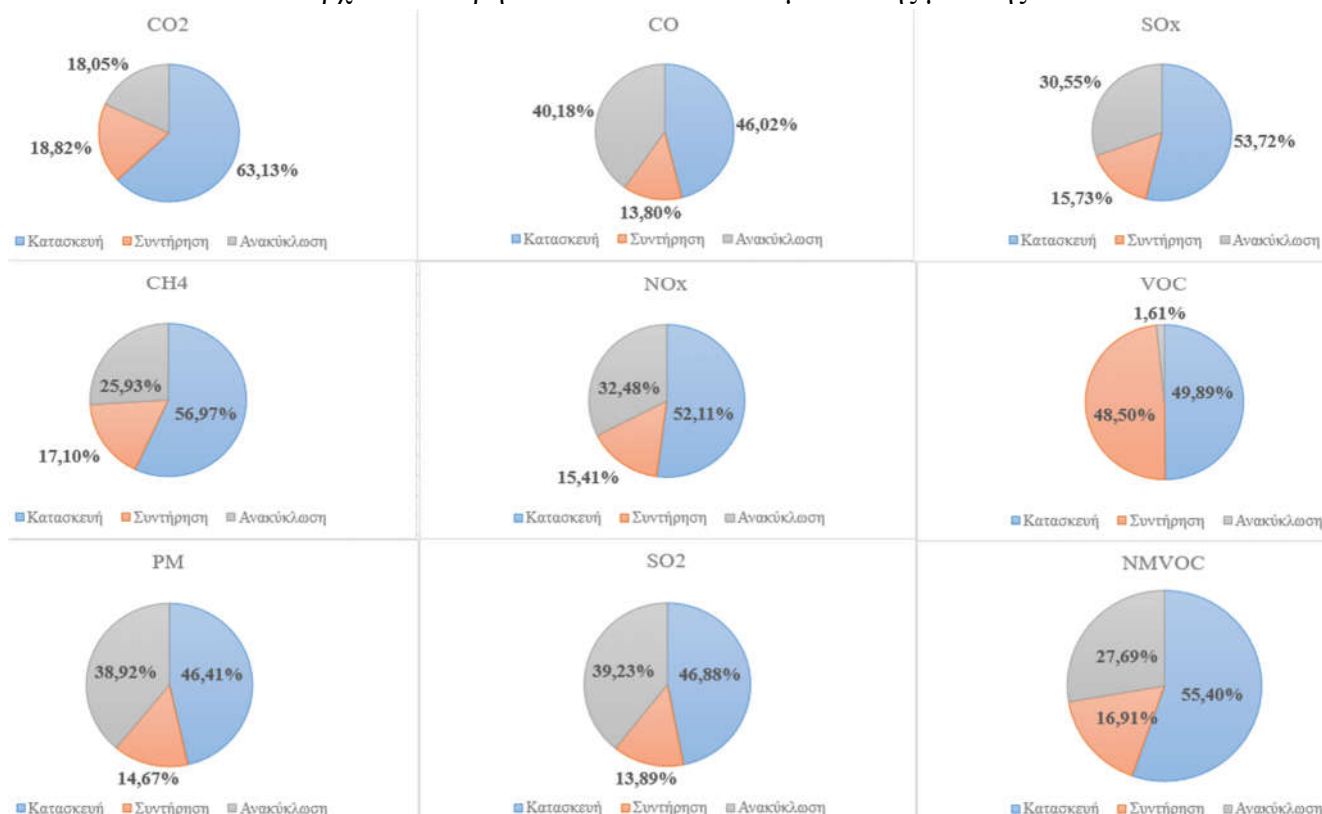 CO2
18,05%
18,82%
63,13%
Κατασκευή Συντήρηση Ανακύκλωση
CO
40,18%
46,02%
13,80%
Κατασκευή Συντήρηση Ανακύκλωση
SOx
30,55%
53,72%
15,73%
Κατασκευή Συντήρηση Ανακύκλωση
CH4
25,93%
56,97%
17,10%
Κατασκευή Συντήρηση Ανακύκλωση
NOx
32,48%
52,11%
15,41%
Κατασκευή Συντήρηση Ανακύκλωση
VOC
1,61%
49,89%
48,50%
Κατασκευή Συντήρηση Ανακύκλωση
PM
38,92%
46,41%
14,67%
Κατασκευή Συντήρηση Ανακύκλωση
SO2
39,23%
46,88%
13,89%
Κατασκευή Συντήρηση Ανακύκλωση
NMVOC
27,69%
55,40%
16,91%
Κατασκευή Συντήρηση Ανακύκλωση